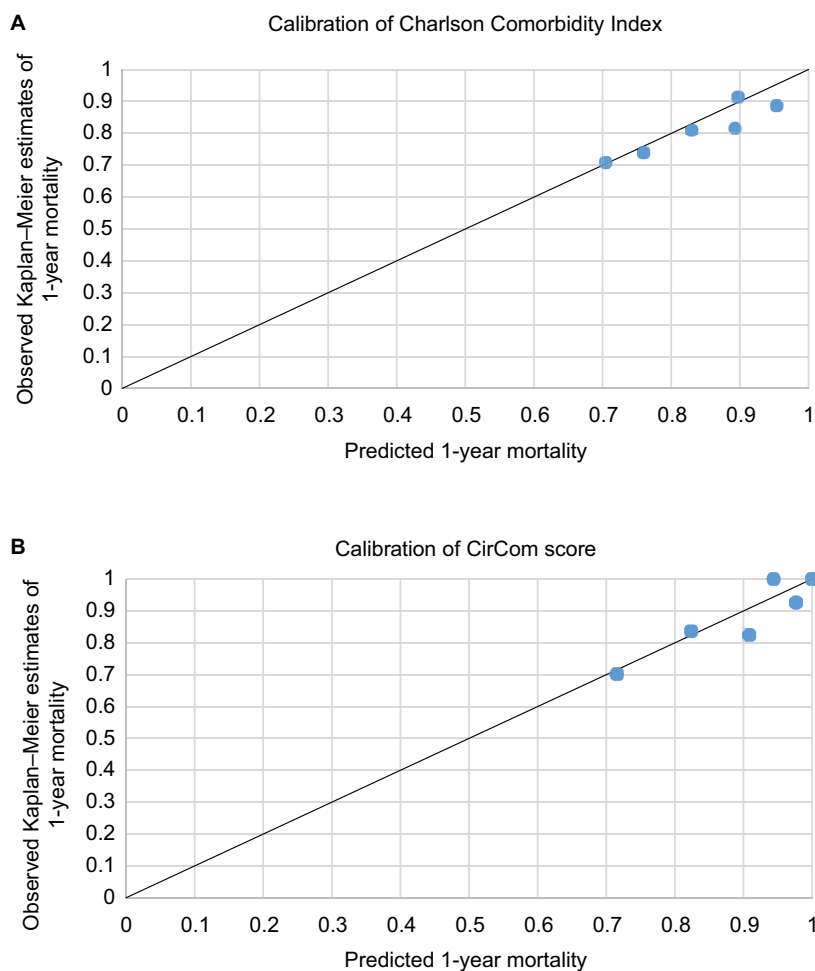 A
Calibration of Charlson Comorbidity Index
Observed Kaplan–Meier estimates of
1-year mortality
1
0.9
0.8
0.7
0.6
0.5
0.4
0.3
0.2
0.1
0
0 0.1 0.2 0.3 0.4 0.5 0.6 0.7 0.8 0.9 1
Predicted 1-year mortality
B
Calibration of CirCom score
Observed Kaplan–Meier estimates of
1-year mortality
1
0.9
0.8
0.7
0.6
0.5
0.4
0.3
0.2
0.1
0
0 0.1 0.2 0.3 0.4 0.5 0.6 0.7 0.8 0.9 1
Predicted 1-year mortality